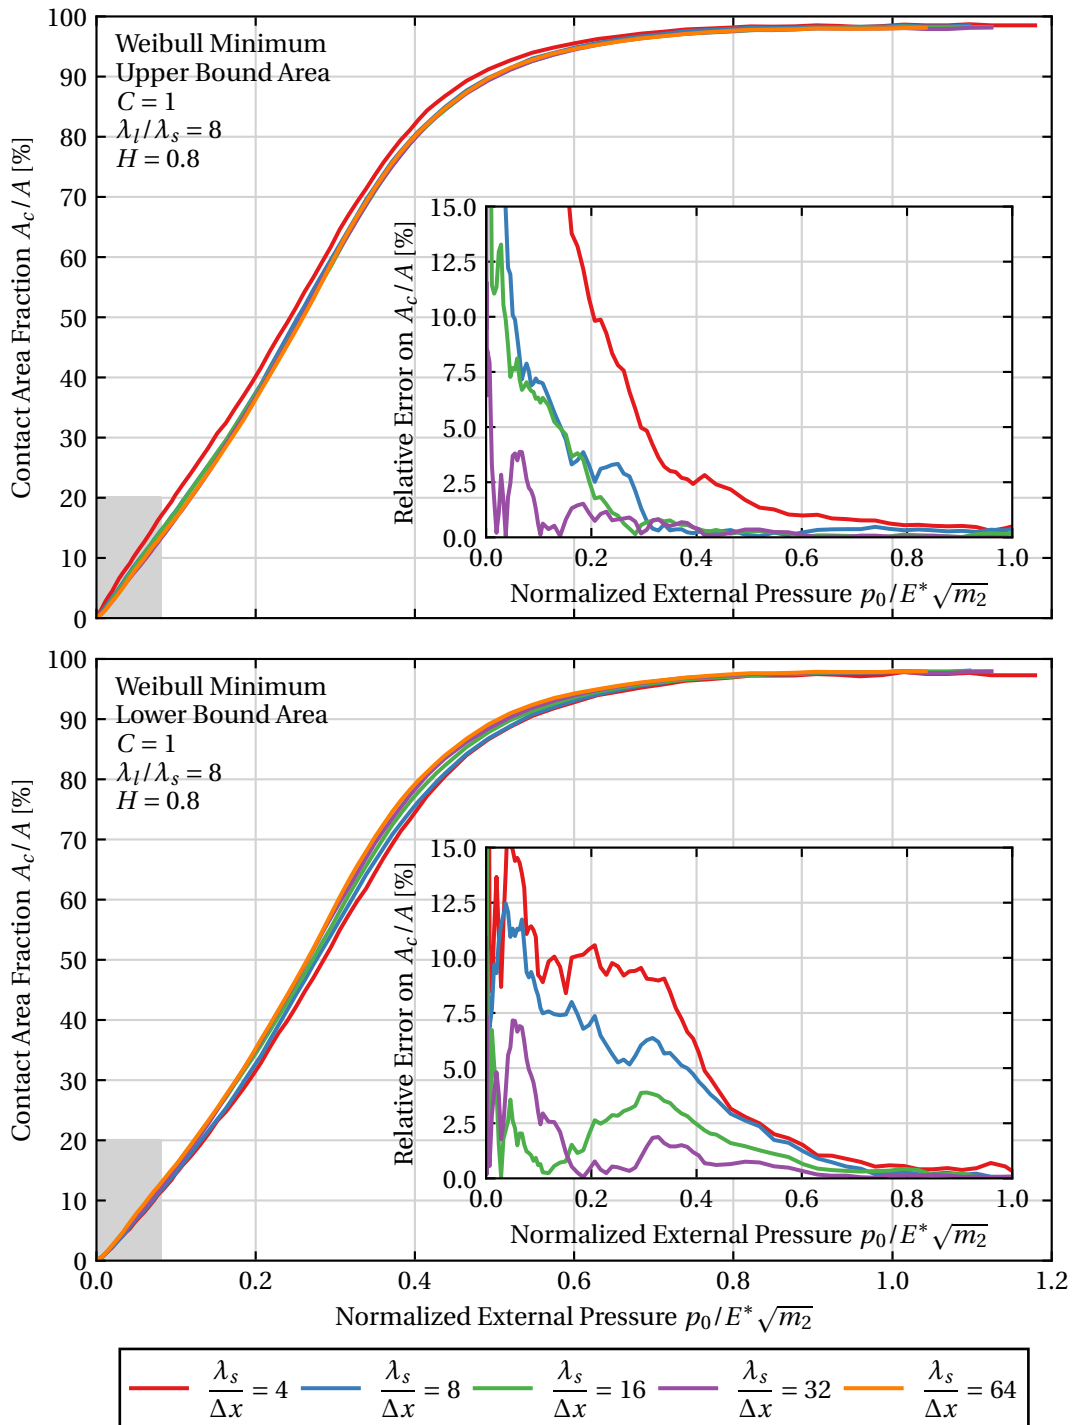 Weibull Minimum
Upper Bound Area
C = 1
λ_l/λ_s = 8
H = 0.8
Contact Area Fraction A_c/A [%]
100
90
80
70
60
50
40
30
20
10
0
Relative Error on A_c/A [%]
15.0
12.5
10.0
7.5
5.0
2.5
0.0
0.0 0.2 0.4 0.6 0.8 1.0
Normalized External Pressure p_0/E* √m_2
Weibull Minimum
Lower Bound Area
C = 1
λ_l/λ_s = 8
H = 0.8
Contact Area Fraction A_c/A [%]
100
90
80
70
60
50
40
30
20
10
0
Relative Error on A_c/A [%]
15.0
12.5
10.0
7.5
5.0
2.5
0.0
0.0 0.2 0.4 0.6 0.8 1.0
Normalized External Pressure p_0/E* √m_2
0.0 0.2 0.4 0.6 0.8 1.0 1.2
Normalized External Pressure p_0/E* √m_2
λ_s/Δx = 4 λ_s/Δx = 8 λ_s/Δx = 16 λ_s/Δx = 32 λ_s/Δx = 64